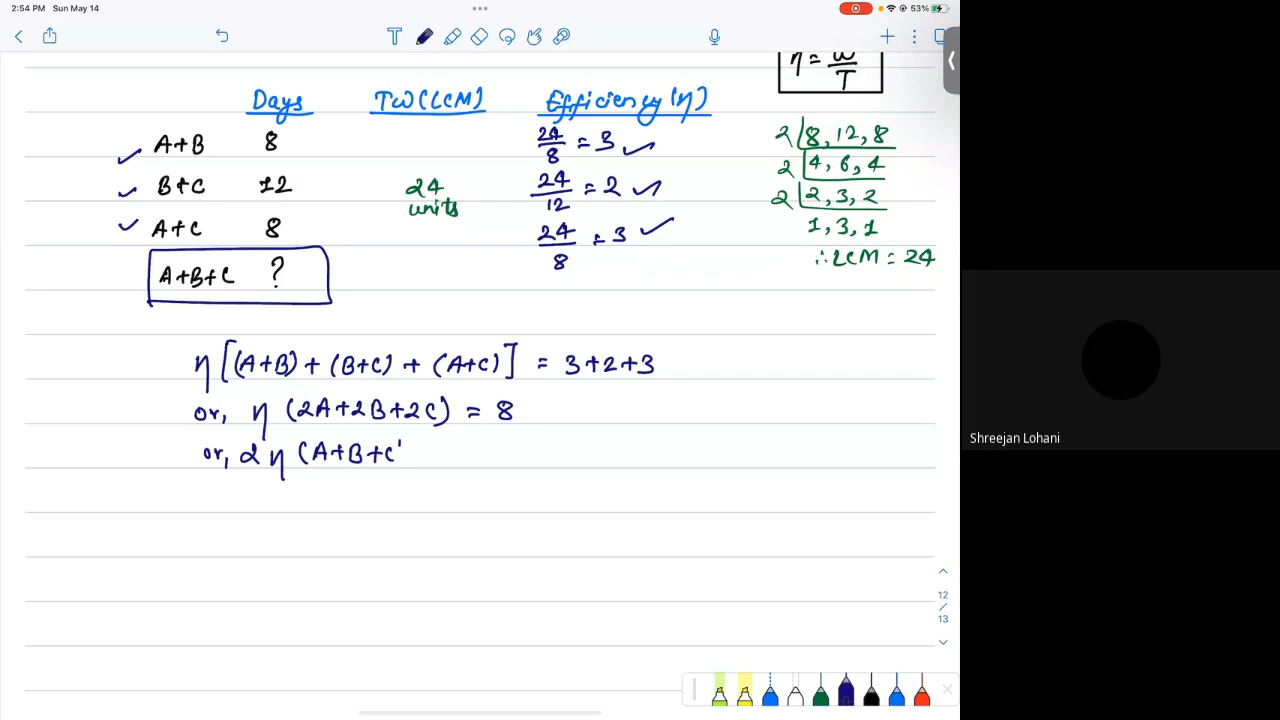 2:54 PM Sun May 14
53%
η = W/T
Days TW(LCM) Efficiency(η)
A+B 8 24/8 = 3
B+C 12 24 units 24/12 = 2
A+C 8 24/8 = 3
A+B+C ?
2 | 8, 12, 8
2 | 4, 6, 4
2 | 2, 3, 2
1, 3, 1
∴ LCM = 24
η [(A+B) + (B+C) + (A+C)] = 3+2+3
or, η (2A+2B+2C) = 8
or, 2η (A+B+C
Shreejan Lohani
12
/
13